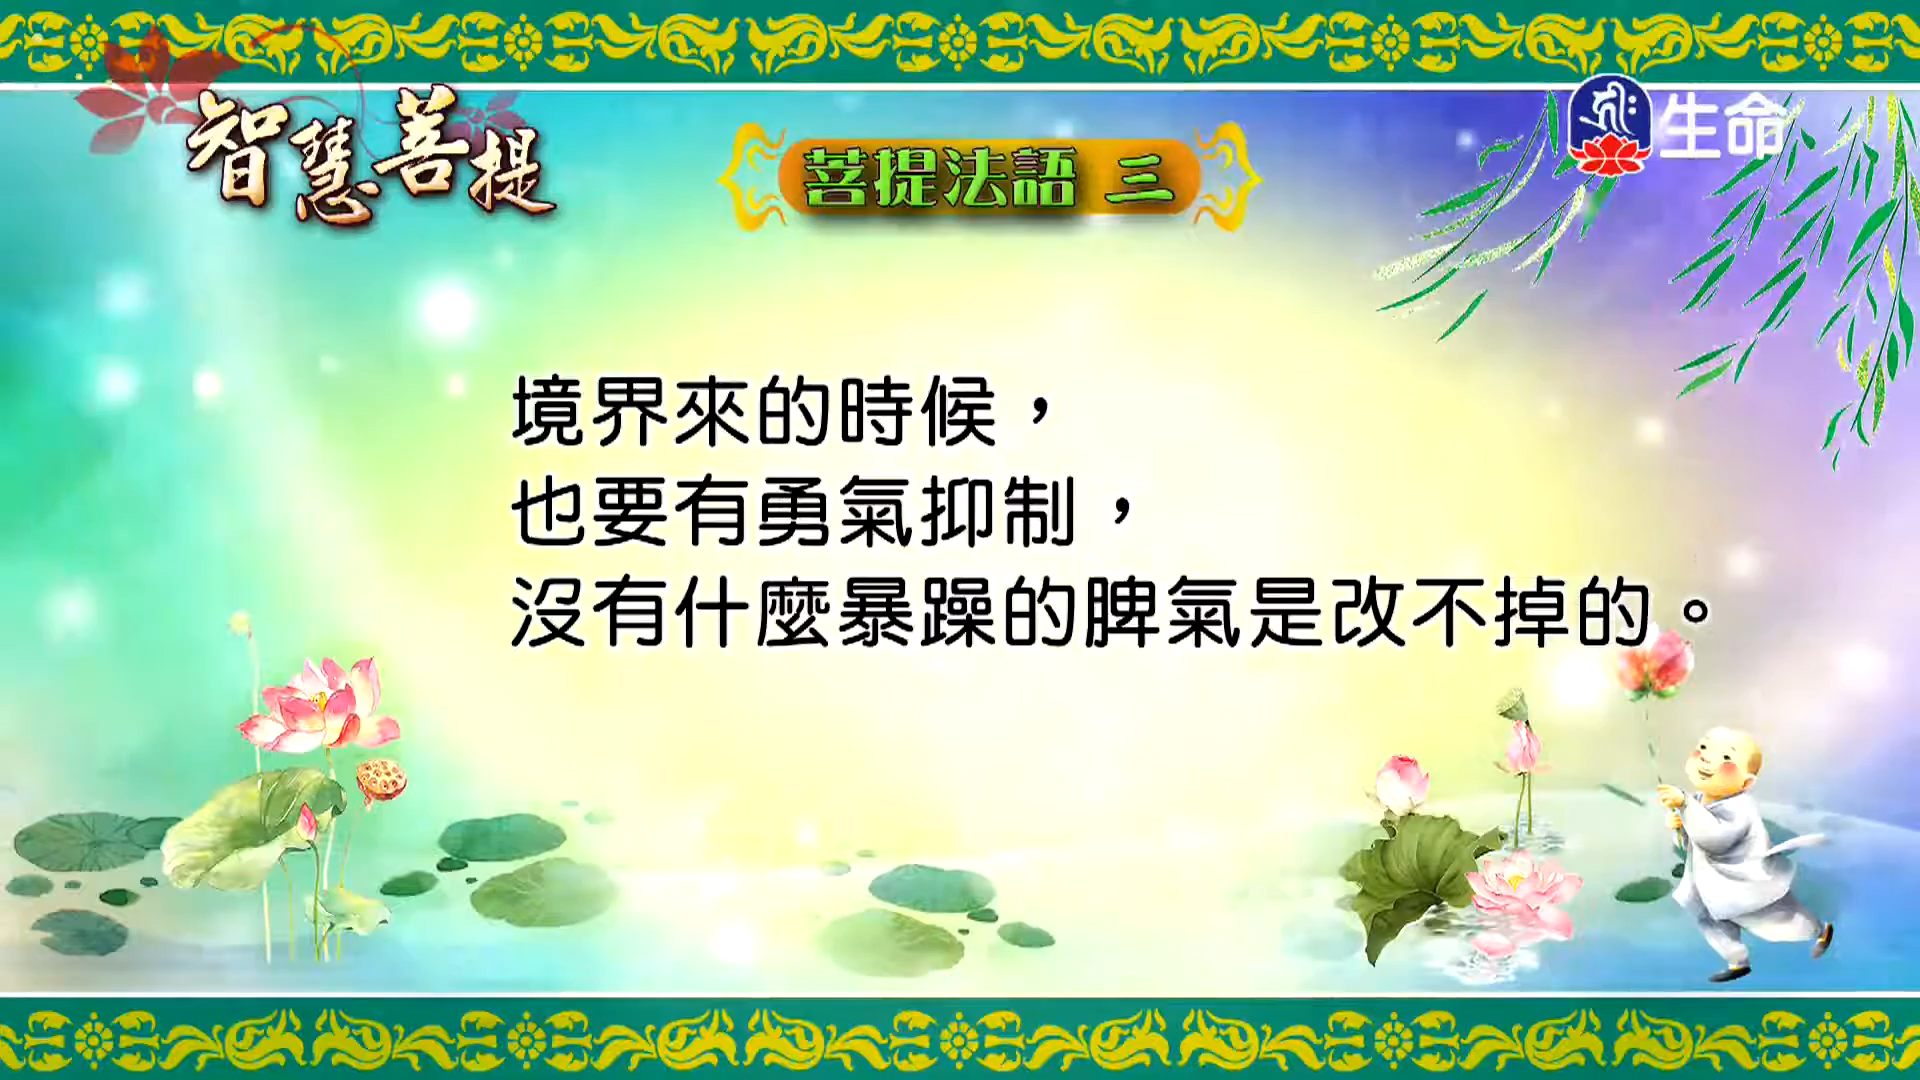 智慧菩提
菩提法語 三
生命
境界來的時候，
也要有勇氣抑制，
沒有什麼暴躁的脾氣是改不掉的。